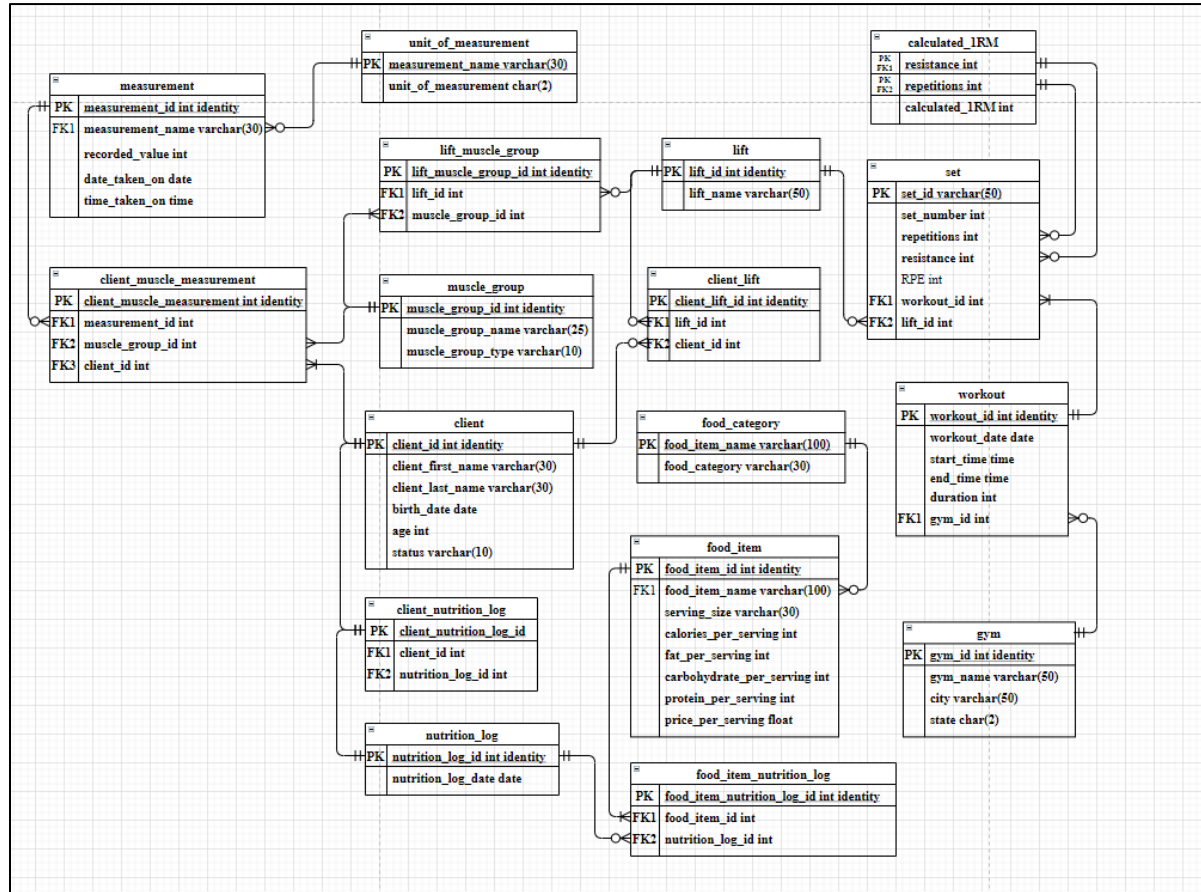 unit_of_measurement
PK measurement_name varchar(30)
unit_of_measurement char(2)
calculated_1RM
PK FK1 resistance int
PK FK2 repetitions int
calculated_1RM int
measurement
PK measurement_id int identity
FK1 measurement_name varchar(30)
recorded_value int
date_taken_on date
time_taken_on time
lift_muscle_group
PK lift_muscle_group_id int identity
FK1 lift_id int
FK2 muscle_group_id int
lift
PK lift_id int identity
lift_name varchar(50)
set
PK set_id varchar(50)
set_number int
repetitions int
resistance int
RPE int
FK1 workout_id int
FK2 lift_id int
client_muscle_measurement
PK client_muscle_measurement int identity
FK1 measurement_id int
FK2 muscle_group_id int
FK3 client_id int
muscle_group
PK muscle_group_id int identity
muscle_group_name varchar(25)
muscle_group_type varchar(10)
client_lift
PK client_lift_id int identity
FK1 lift_id int
FK2 client_id int
workout
PK workout_id int identity
workout_date date
start_time time
end_time time
duration int
FK1 gym_id int
client
PK client_id int identity
client_first_name varchar(30)
client_last_name varchar(30)
birth_date date
age int
status varchar(10)
food_category
PK food_item_name varchar(100)
food_category varchar(30)
food_item
PK food_item_id int identity
FK1 food_item_name varchar(100)
serving_size varchar(30)
calories_per_serving int
fat_per_serving int
carbohydrate_per_serving int
protein_per_serving int
price_per_serving float
client_nutrition_log
PK client_nutrition_log_id
FK1 client_id int
FK2 nutrition_log_id int
gym
PK gym_id int identity
gym_name varchar(50)
city varchar(50)
state char(2)
nutrition_log
PK nutrition_log_id int identity
nutrition_log_date date
food_item_nutrition_log
PK food_item_nutrition_log_id int identity
FK1 food_item_id int
FK2 nutrition_log_id int